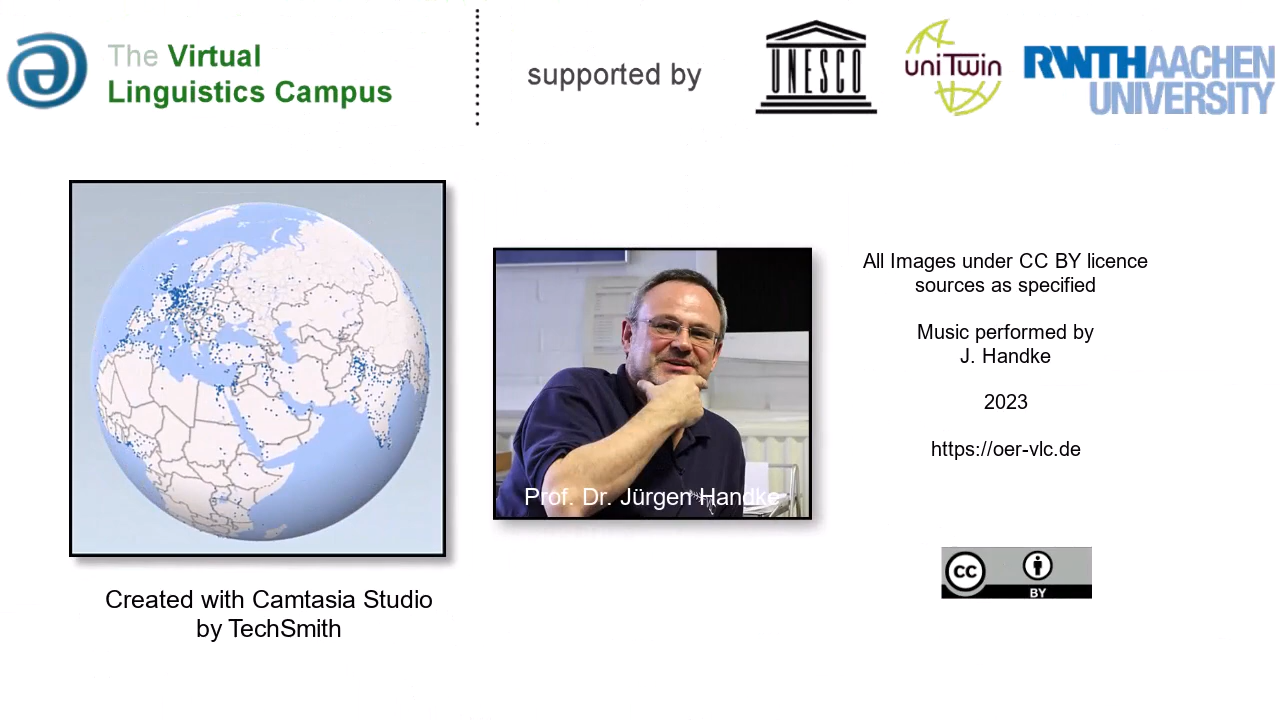 The Virtual
Linguistics Campus
supported by
UNESCO
uniTwin
RWTHAACHEN
UNIVERSITY
Prof. Dr. Jürgen Handke
All Images under CC BY licence
sources as specified
Music performed by
J. Handke
2023
https://oer-vlc.de
CC
BY
Created with Camtasia Studio
by TechSmith